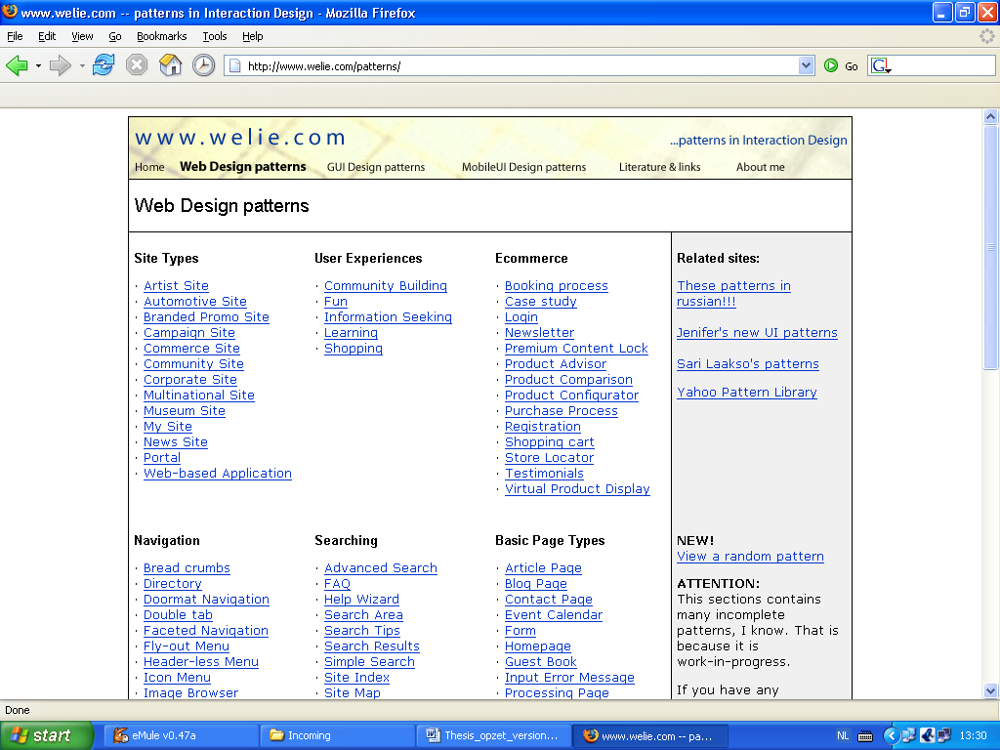 www.welie.com -- patterns in Interaction Design - Mozilla Firefox
File Edit View Go Bookmarks Tools Help
http://www.welie.com/patterns/
Go
G
www.welie.com
...patterns in Interaction Design
Home Web Design patterns GUI Design patterns MobileUI Design patterns Literature & links About me
Web Design patterns
Site Types
· Artist Site
· Automotive Site
· Branded Promo Site
· Campaign Site
· Commerce Site
· Community Site
· Corporate Site
· Multinational Site
· Museum Site
· My Site
· News Site
· Portal
· Web-based Application
User Experiences
· Community Building
· Fun
· Information Seeking
· Learning
· Shopping
Ecommerce
· Booking process
· Case study
· Login
· Newsletter
· Premium Content Lock
· Product Advisor
· Product Comparison
· Product Configurator
· Purchase Process
· Registration
· Shopping cart
· Store Locator
· Testimonials
· Virtual Product Display
Related sites:
These patterns in
russian!!!
Jenifer's new UI patterns
Sari Laakso's patterns
Yahoo Pattern Library
Navigation
· Bread crumbs
· Directory
· Doormat Navigation
· Double tab
· Faceted Navigation
· Fly-out Menu
· Header-less Menu
· Icon Menu
· Image Browser
Searching
· Advanced Search
· FAQ
· Help Wizard
· Search Area
· Search Tips
· Search Results
· Simple Search
· Site Index
· Site Map
Basic Page Types
· Article Page
· Blog Page
· Contact Page
· Event Calendar
· Form
· Homepage
· Guest Book
· Input Error Message
· Processing Page
NEW!
View a random pattern
ATTENTION:
This sections contains
many incomplete
patterns, I know. That is
because it is
work-in-progress.
If you have any
Done
start
eMule v0.47a
Incoming
Thesis_opzet_version...
www.welie.com -- pa...
NL
13:30